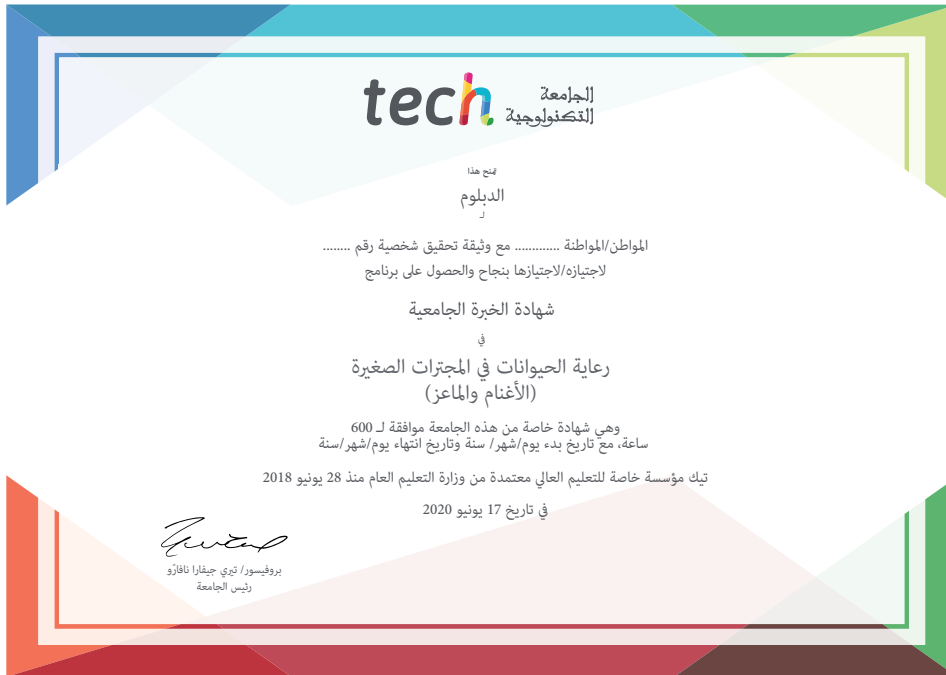 tech الجامعة
التكنولوجية
يمنح هذا
الدبلوم
لـ
المواطن/المواطنة ............ مع وثيقة تحقيق شخصية رقم ........
لاجتيازه/لاجتيازها بنجاح والحصول على برنامج
شهادة الخبرة الجامعية
في
رعاية الحيوانات في المجترات الصغيرة
(الأغنام والماعز)
وهي شهادة خاصة من هذه الجامعة موافقة لـ 600
ساعة، مع تاريخ بدء يوم/شهر/ سنة وتاريخ انتهاء يوم/شهر/سنة
تيك مؤسسة خاصة للتعليم العالي معتمدة من وزارة التعليم العام منذ 28 يونيو 2018
في تاريخ 17 يونيو 2020
بروفيسور/ تيري جيفارا نافارّو
رئيس الجامعة